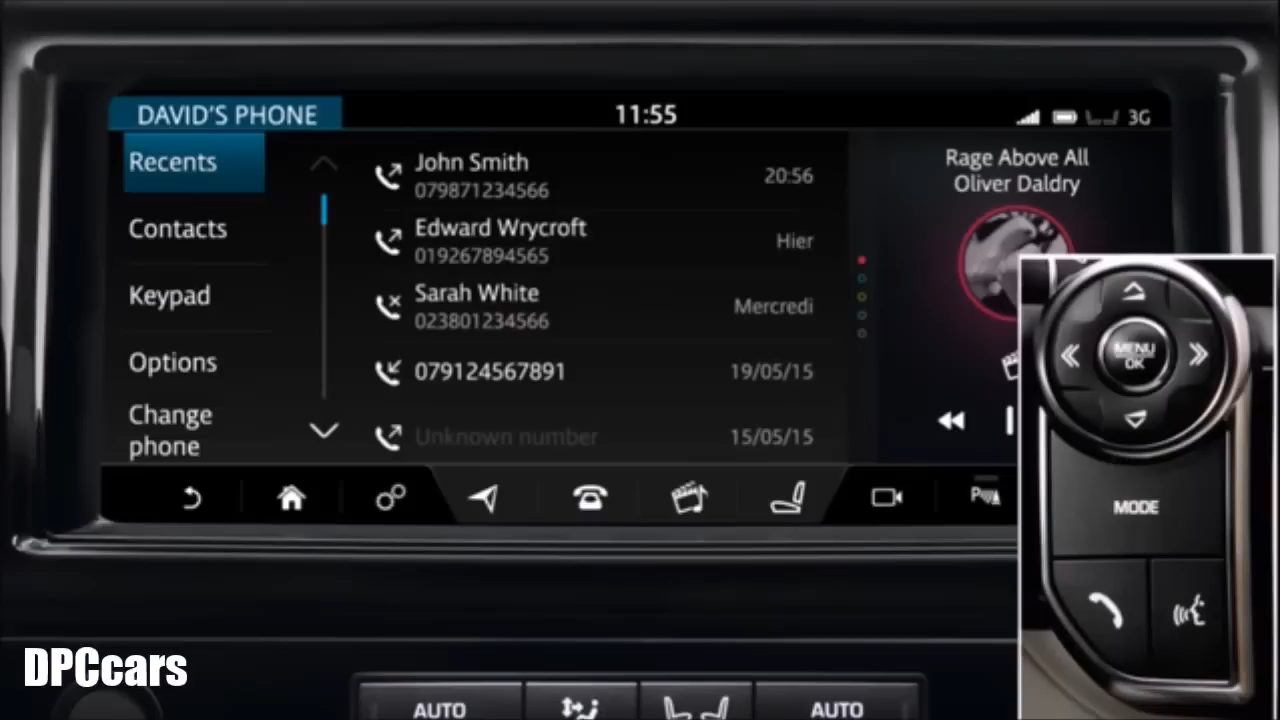 DAVID'S PHONE
11:55
3G
Recents
Contacts
Keypad
Options
Change
phone
John Smith
079871234566
20:56
Edward Wrycroft
019267894565
Hier
Sarah White
023801234566
Mercredi
079124567891
19/05/15
Unknown number
15/05/15
Rage Above All
Oliver Daldry
MENU
OK
MODE
DPCcars
AUTO
AUTO